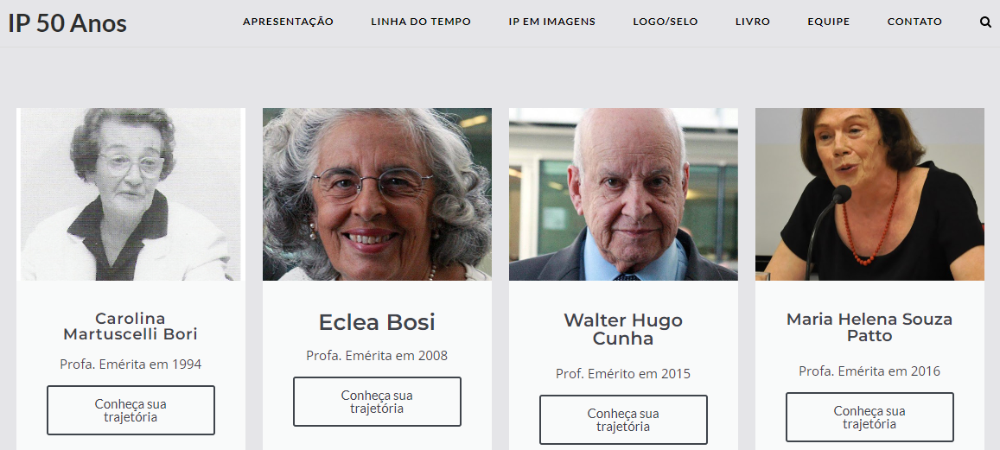 IP 50 Anos
APRESENTAÇÃO
LINHA DO TEMPO
IP EM IMAGENS
LOGO/SELO
LIVRO
EQUIPE
CONTATO
Carolina
Martuscelli Bori
Profa. Emérita em 1994
Conheça sua
trajetória
Eclea Bosi
Profa. Emérita em 2008
Conheça sua
trajetória
Walter Hugo
Cunha
Prof. Emérito em 2015
Conheça sua
trajetória
Maria Helena Souza
Patto
Profa. Emérita em 2016
Conheça sua
trajetória